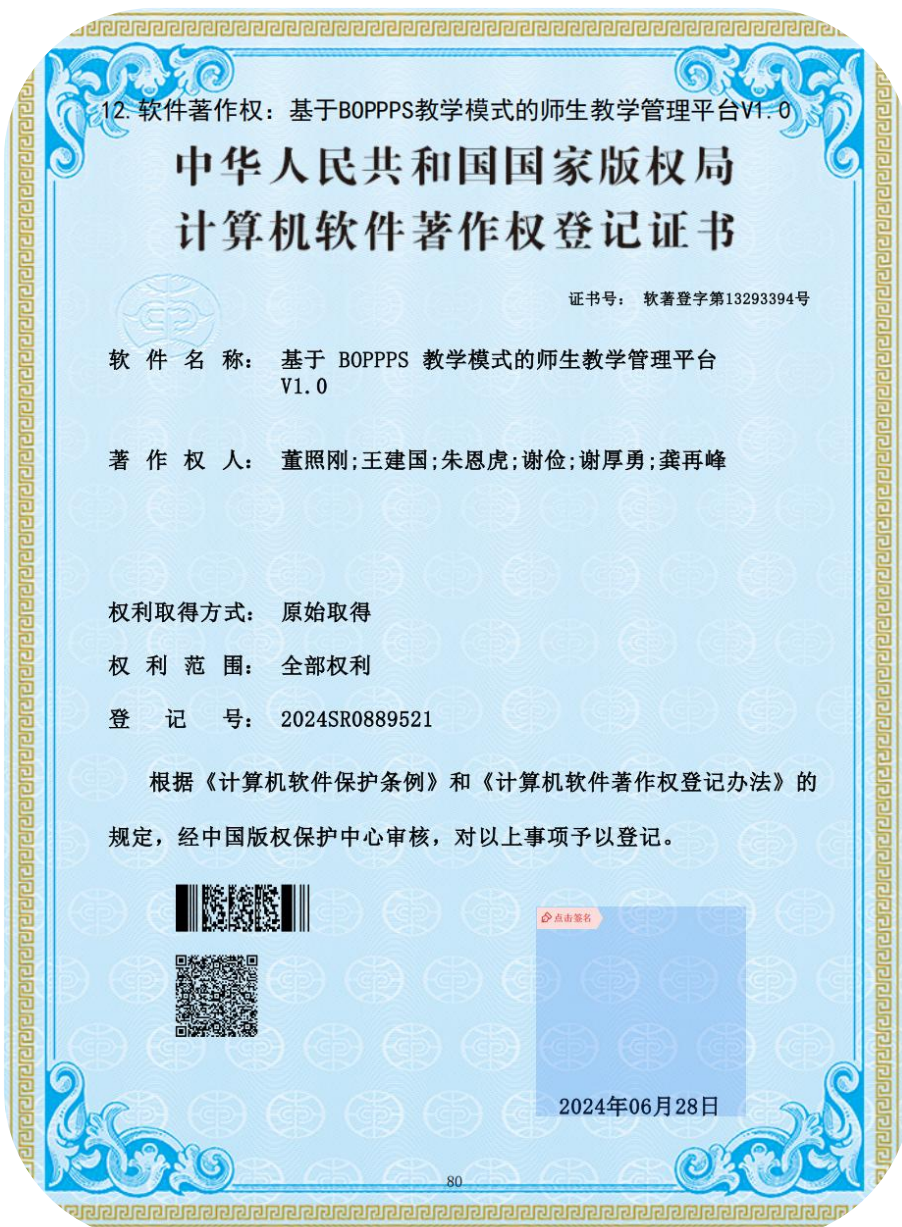 12. 软件著作权：基于BOPPPS教学模式的师生教学管理平台V1.0
中华人民共和国国家版权局
计算机软件著作权登记证书
证书号： 软著登字第13293394号
软件名称： 基于 BOPPPS 教学模式的师生教学管理平台
V1.0
著作权人： 董照刚;王建国;朱恩虎;谢俭;谢厚勇;龚再峰
权利取得方式： 原始取得
权利范围： 全部权利
登记号： 2024SR0889521
根据《计算机软件保护条例》和《计算机软件著作权登记办法》的
规定，经中国版权保护中心审核，对以上事项予以登记。
点击签名
2024年06月28日
80